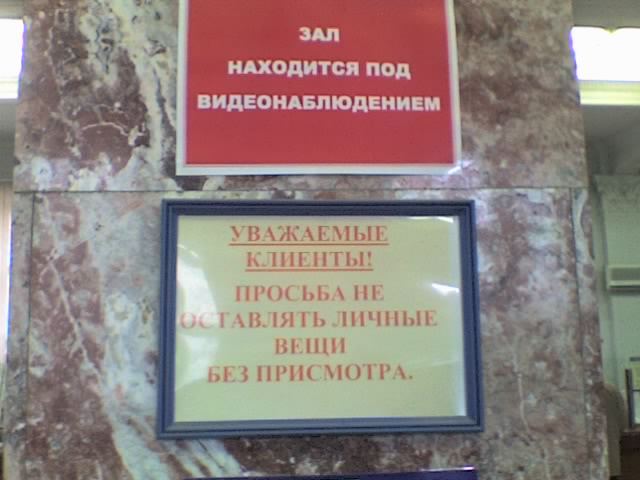 ЗАЛ
НАХОДИТСЯ ПОД
ВИДЕОНАБЛЮДЕНИЕМ
УВАЖАЕМЫЕ
КЛИЕНТЫ!
ПРОСЬБА НЕ
ОСТАВЛЯТЬ ЛИЧНЫЕ
ВЕЩИ
БЕЗ ПРИСМОТРА.